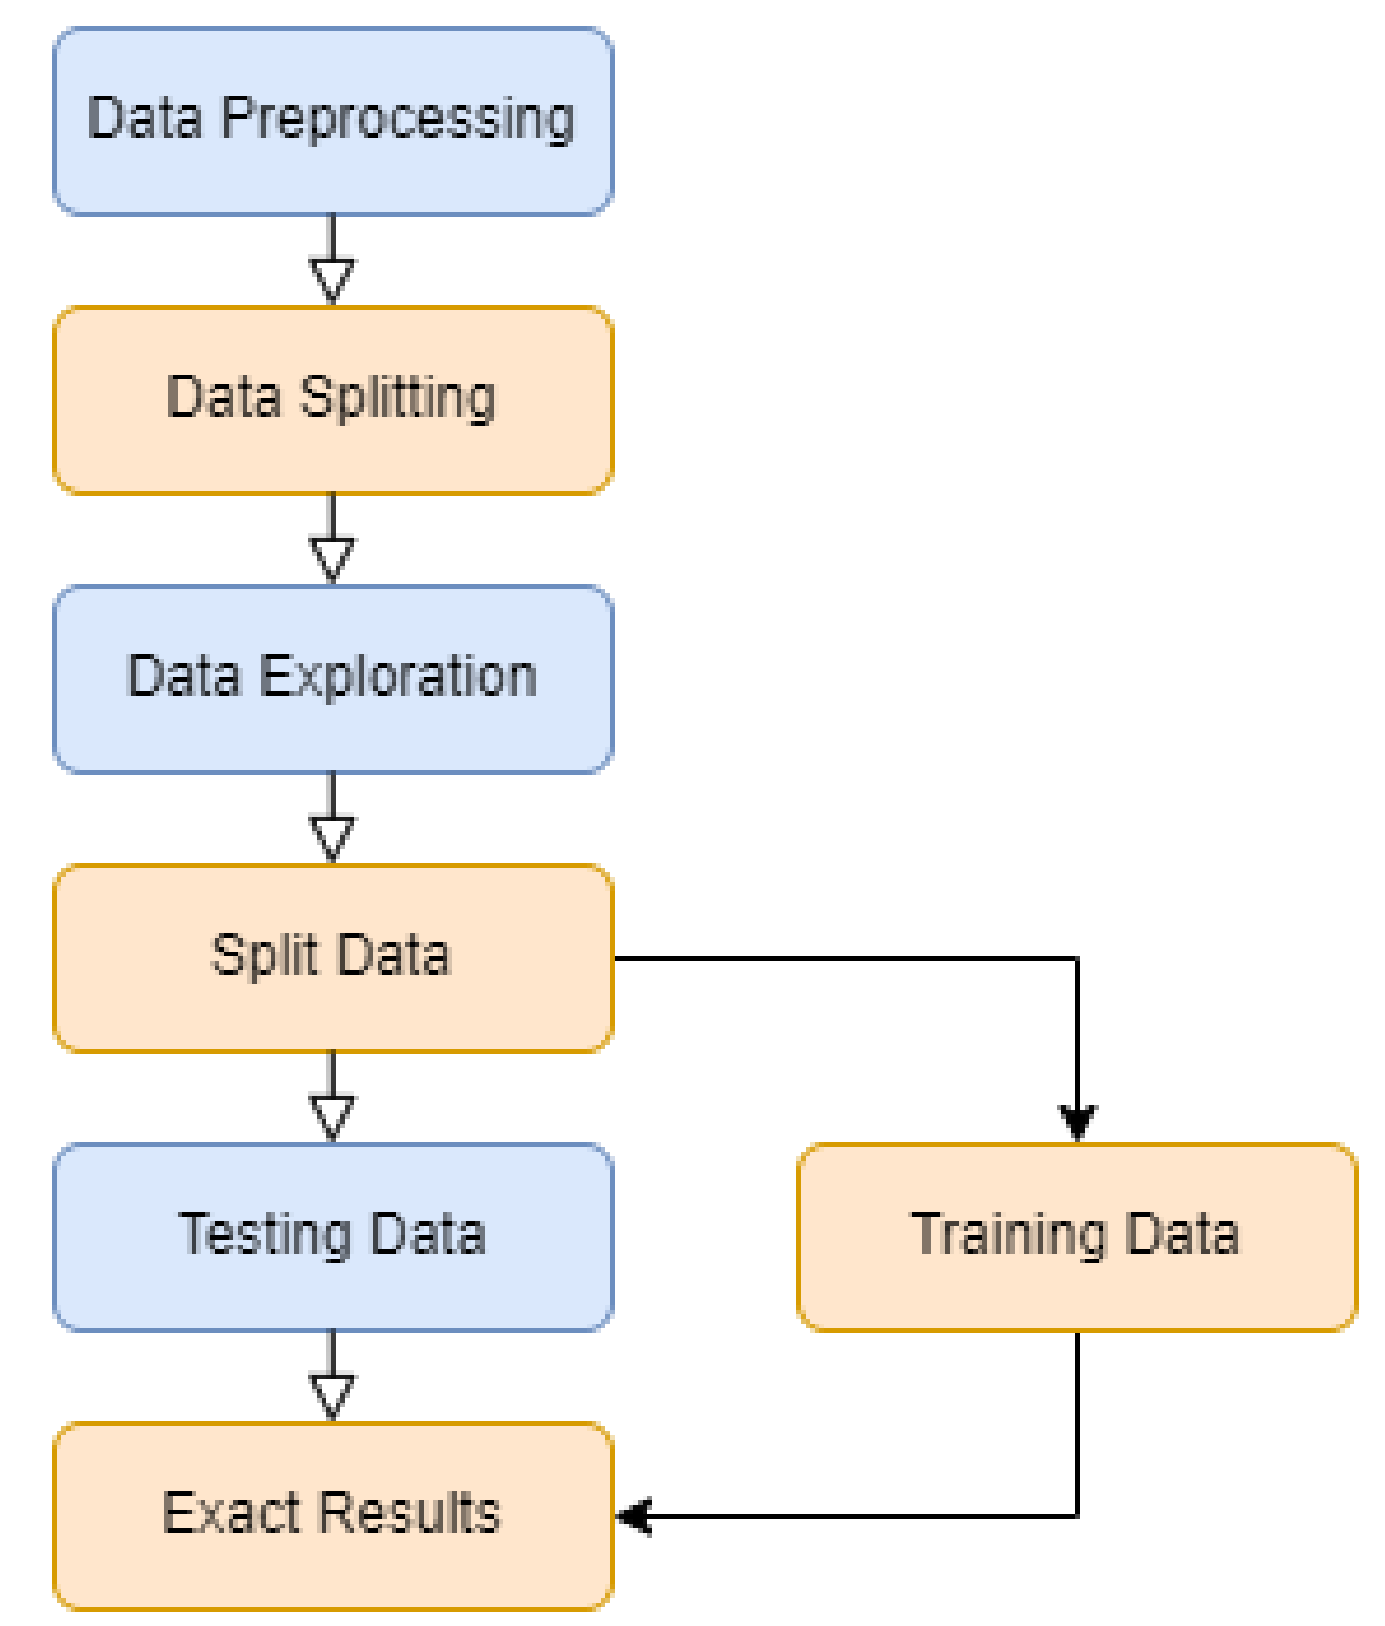 Data Preprocessing
Data Splitting
Data Exploration
Split Data
Testing Data
Training Data
Exact Results